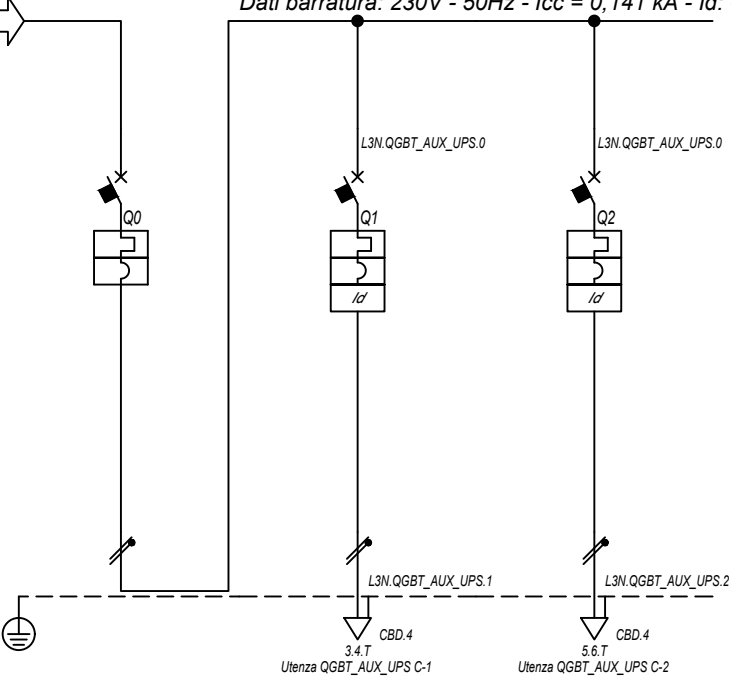 Dati barratura: 230V - 50Hz - Icc = 0,141 kA - Id:
L3N.QGBT_AUX_UPS.0
L3N.QGBT_AUX_UPS.0
Q0
Q1
Q2
Id
Id
L3N.QGBT_AUX_UPS.1
L3N.QGBT_AUX_UPS.2
CBD.4
CBD.4
3.4.T
5.6.T
Utenza QGBT_AUX_UPS C-1
Utenza QGBT_AUX_UPS C-2